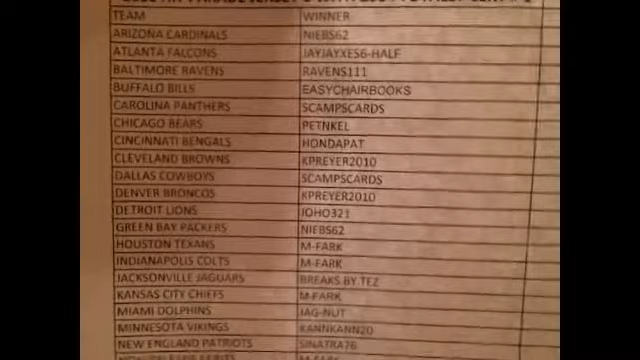 TEAM WINNER
ARIZONA CARDINALS NIEBS62
ATLANTA FALCONS JAYJAYXES6-HALF
BALTIMORE RAVENS RAVENS111
BUFFALO BILLS EASYCHAIRBOOKS
CAROLINA PANTHERS SCAMPSCARDS
CHICAGO BEARS PETNKEL
CINCINNATI BENGALS HONDAPAT
CLEVELAND BROWNS KPREYER2010
DALLAS COWBOYS SCAMPSCARDS
DENVER BRONCOS KPREYER2010
DETROIT LIONS JOHO321
GREEN BAY PACKERS NIEBS62
HOUSTON TEXANS M-FARK
INDIANAPOLIS COLTS M-FARK
JACKSONVILLE JAGUARS BREAKS BY TEZ
KANSAS CITY CHIEFS M-FARK
MIAMI DOLPHINS JAG-NUT
MINNESOTA VIKINGS KANNKANN20
NEW ENGLAND PATRIOTS SINATRA76
M-FARK